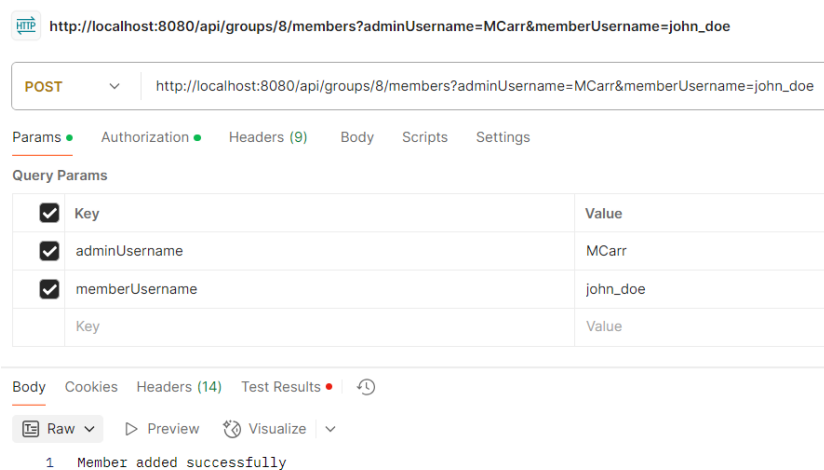 HTTP http://localhost:8080/api/groups/8/members?adminUsername=MCarr&memberUsername=john_doe
POST http://localhost:8080/api/groups/8/members?adminUsername=MCarr&memberUsername=john_doe
Params Authorization Headers (9) Body Scripts Settings
Query Params
Key Value
adminUsername MCarr
memberUsername john_doe
Key Value
Body Cookies Headers (14) Test Results
Raw Preview Visualize
1 Member added successfully